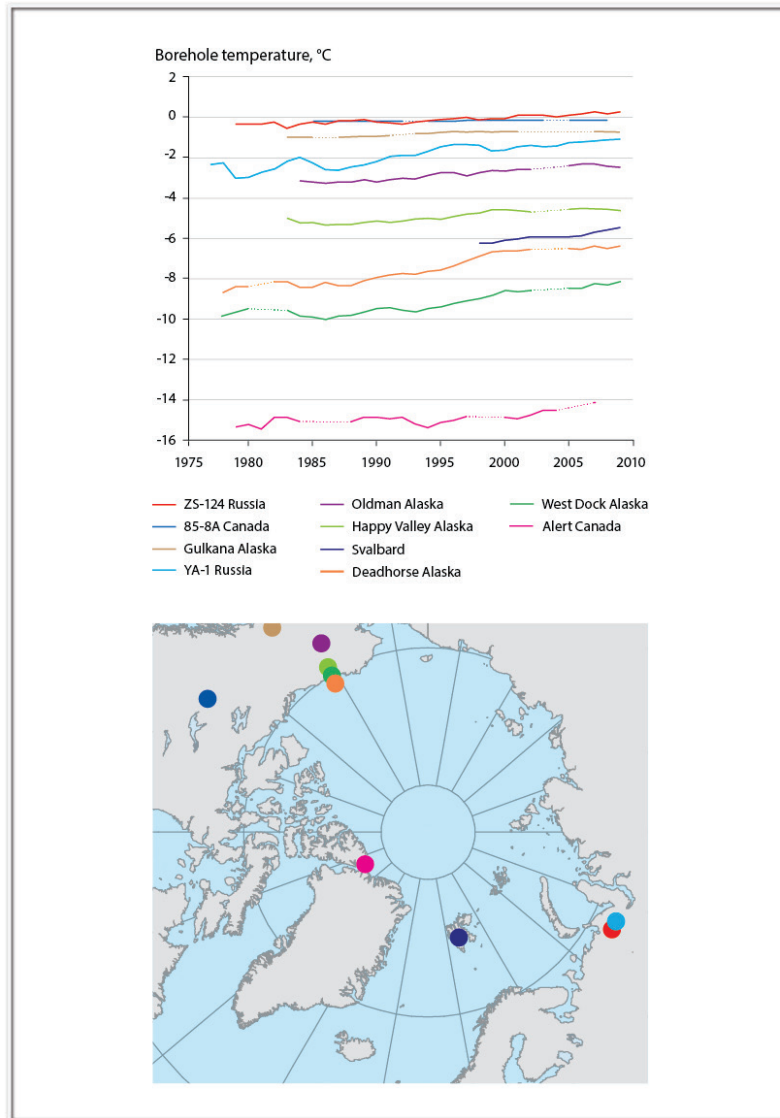 Borehole temperature, °C
2
0
-2
-4
-6
-8
-10
-12
-14
-16
1975 1980 1985 1990 1995 2000 2005 2010
ZS-124 Russia
85-8A Canada
Gulkana Alaska
YA-1 Russia
Oldman Alaska
Happy Valley Alaska
Svalbard
Deadhorse Alaska
West Dock Alaska
Alert Canada